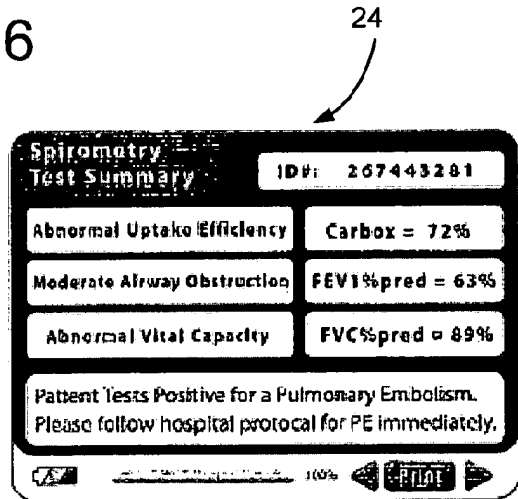 6
24
Spirometry
Test Summary
ID#: 267443281
Abnormal Uptake Efficiency
Carbox = 72%
Moderate Airway Obstruction
FEV1%pred = 63%
Abnormal Vital Capacity
FVC%pred = 89%
Patient Tests Positive for a Pulmonary Embolism.
Please follow hospital protocal for PE immediately.
100%
Print